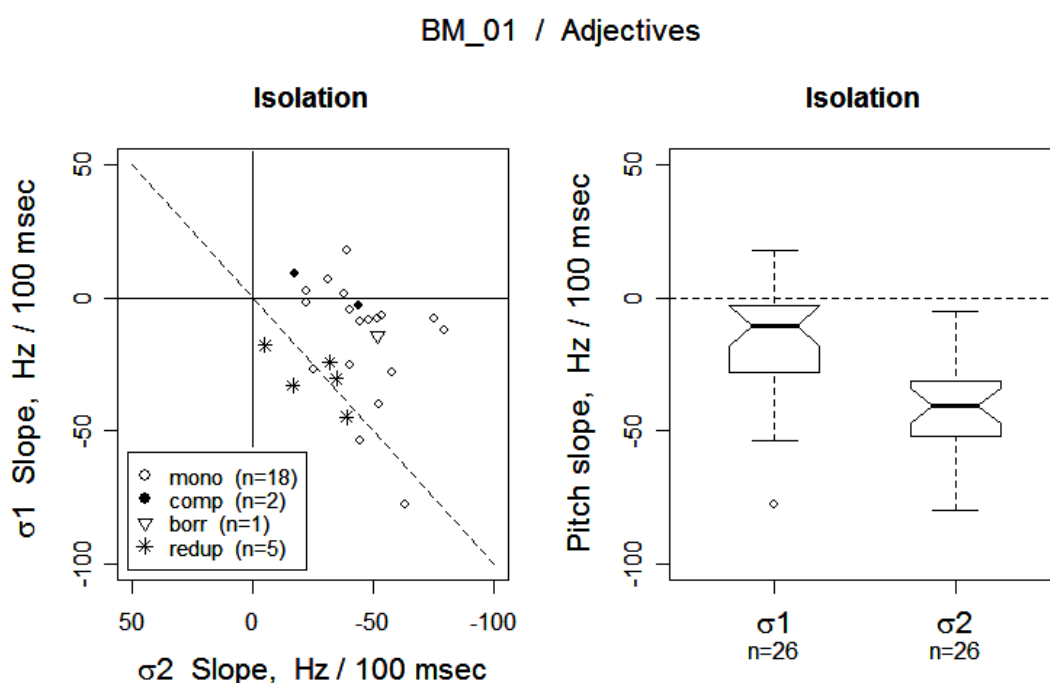 BM_01 / Adjectives
Isolation
σ1 Slope, Hz / 100 msec
50
0
-50
-100
mono (n=18)
comp (n=2)
borr (n=1)
redup (n=5)
50
0
-50
-100
σ2 Slope, Hz / 100 msec
Isolation
Pitch slope, Hz / 100 msec
50
0
-50
-100
σ1
n=26
σ2
n=26